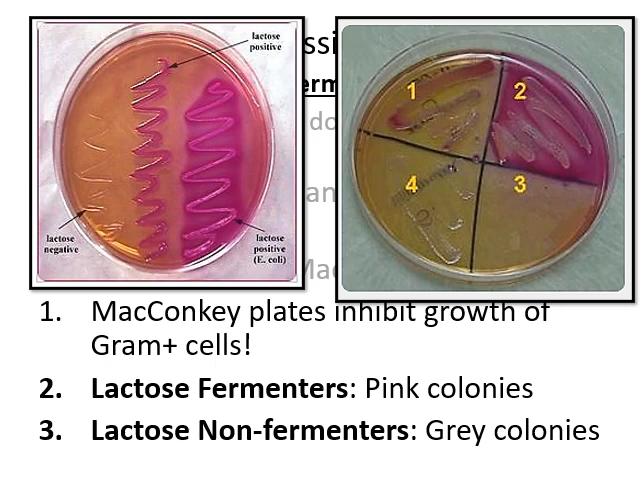 lactose
positive
lactose
negative
lactose
positive
(E. coli)
1
2
4
3
1. MacConkey plates inhibit growth of
Gram+ cells!
2. Lactose Fermenters: Pink colonies
3. Lactose Non-fermenters: Grey colonies